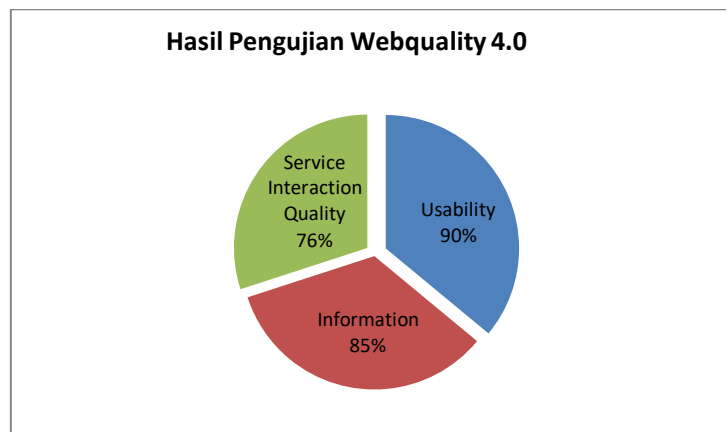 Hasil Pengujian Webquality 4.0
Service
Interaction
Quality
76%
Usability
90%
Information
85%